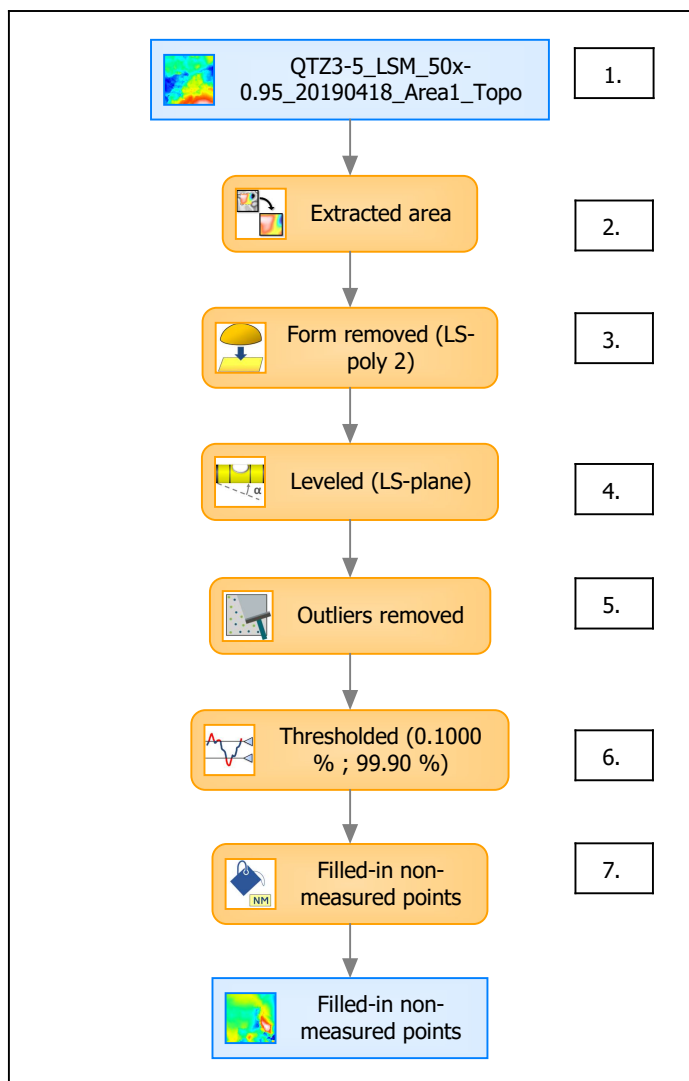 QTZ3-5_LSM_50x-
0.95_20190418_Area1_Topo
1.
Extracted area
2.
Form removed (LS-
poly 2)
3.
Leveled (LS-plane)
α
4.
Outliers removed
5.
Thresholded (0.1000
% ; 99.90 %)
6.
Filled-in non-
measured points
NM
7.
Filled-in non-
measured points